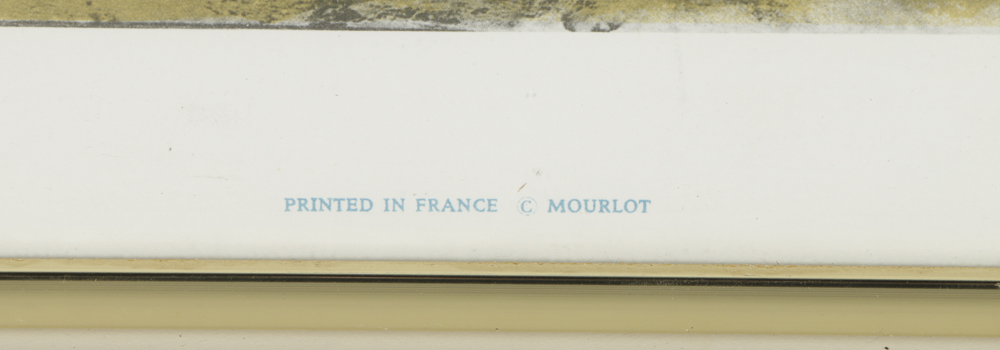 PRINTED IN FRANCE © MOURLOT